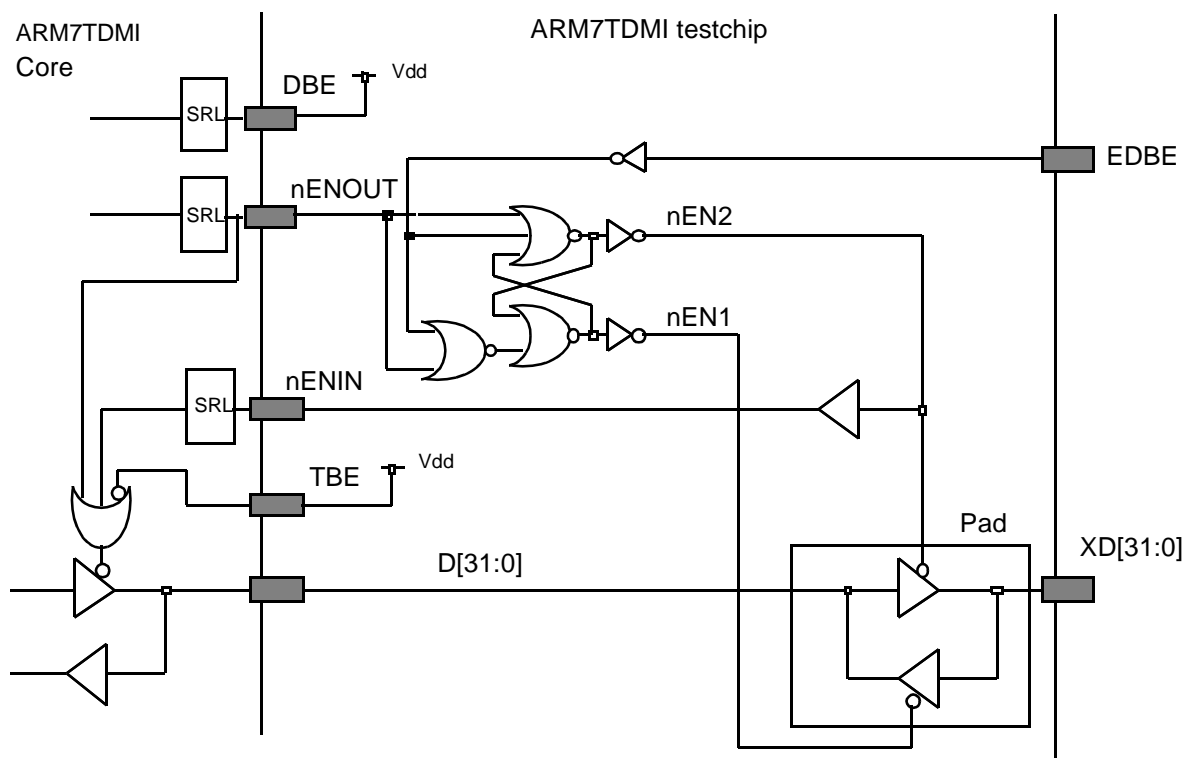 ARM7TDMI
Core
ARM7TDMI testchip
DBE
Vdd
SRL
EDBE
nENOUT
SRL
nEN2
nEN1
nENIN
SRL
TBE
Vdd
Pad
D[31:0]
XD[31:0]